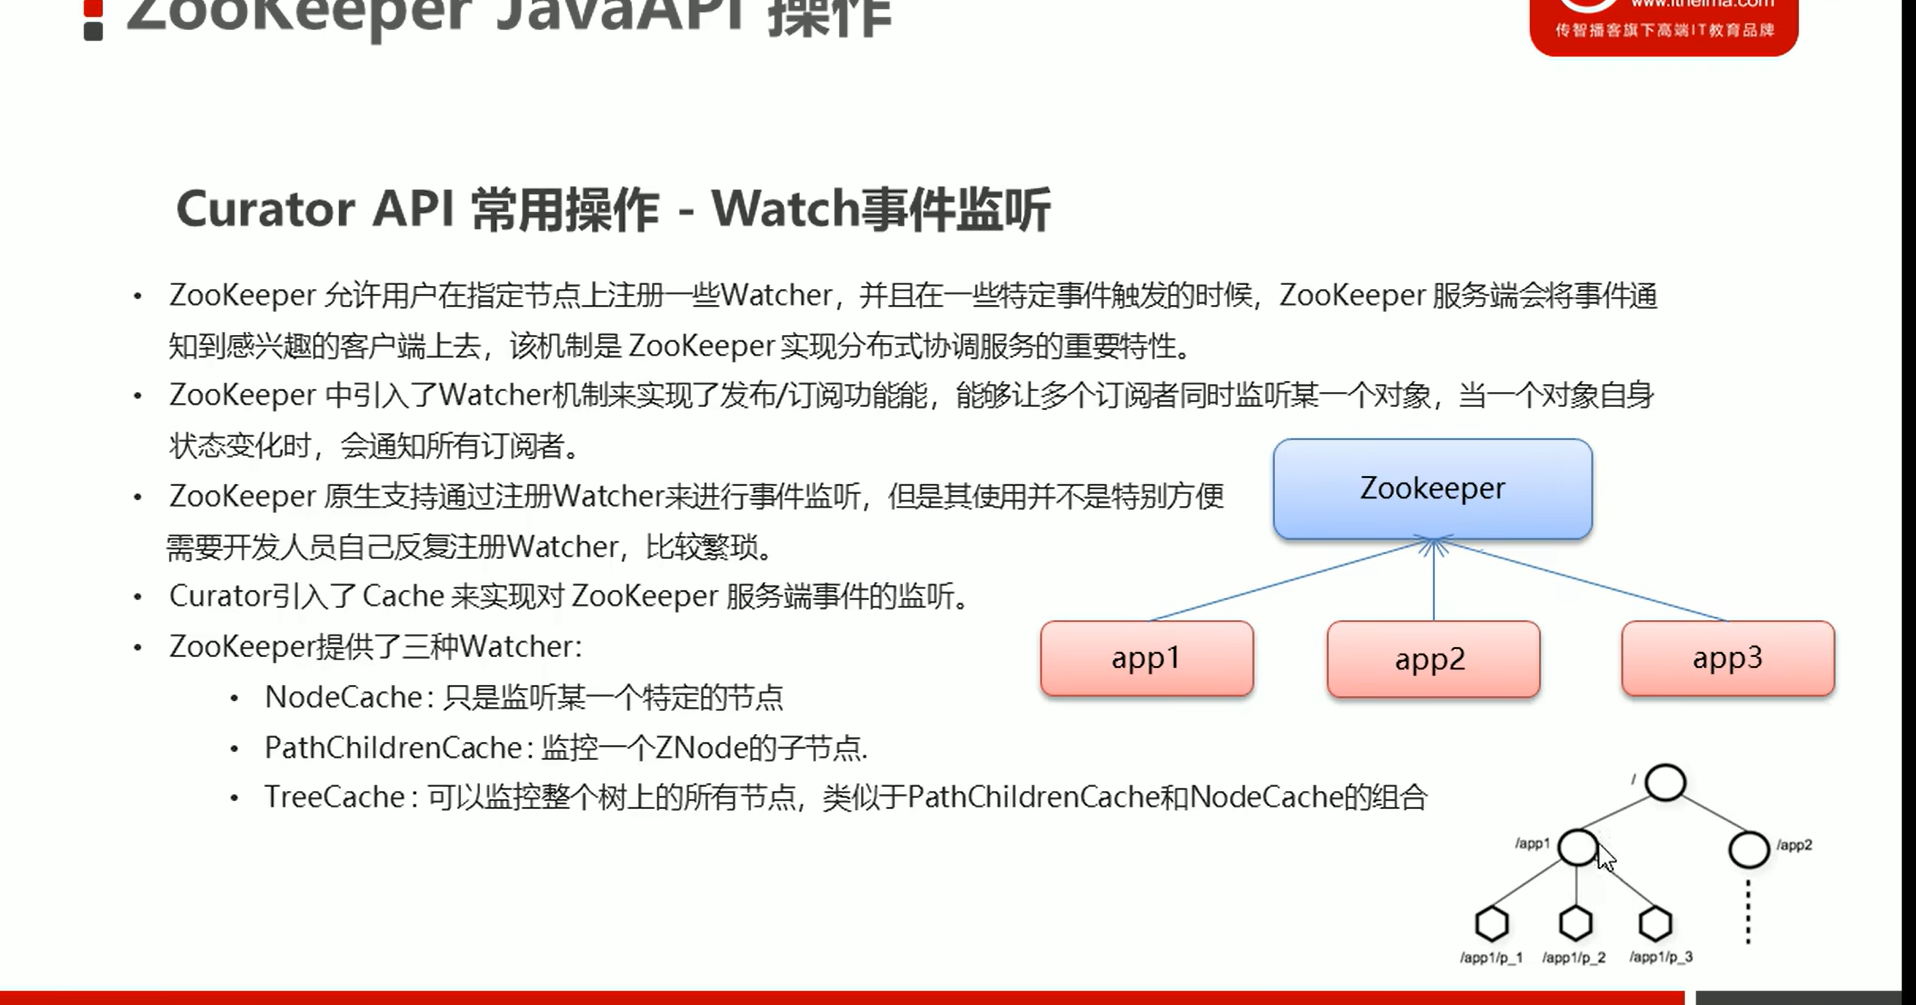 ZooKeeper JavaAPI 操作
www.itheima.com
传智播客旗下高端IT教育品牌
Curator API 常用操作 - Watch事件监听
• ZooKeeper 允许用户在指定节点上注册一些Watcher，并且在一些特定事件触发的时候，ZooKeeper 服务端会将事件通
知到感兴趣的客户端上去，该机制是 ZooKeeper 实现分布式协调服务的重要特性。
• ZooKeeper 中引入了Watcher机制来实现了发布/订阅功能能，能够让多个订阅者同时监听某一个对象，当一个对象自身
状态变化时，会通知所有订阅者。
• ZooKeeper 原生支持通过注册Watcher来进行事件监听，但是其使用并不是特别方便
需要开发人员自己反复注册Watcher，比较繁琐。
• Curator引入了 Cache 来实现对 ZooKeeper 服务端事件的监听。
• ZooKeeper提供了三种Watcher：
• NodeCache : 只是监听某一个特定的节点
• PathChildrenCache : 监控一个ZNode的子节点.
• TreeCache : 可以监控整个树上的所有节点，类似于PathChildrenCache和NodeCache的组合
Zookeeper
app1
app2
app3
/
/app1
/app2
/app1/p_1
/app1/p_2
/app1/p_3